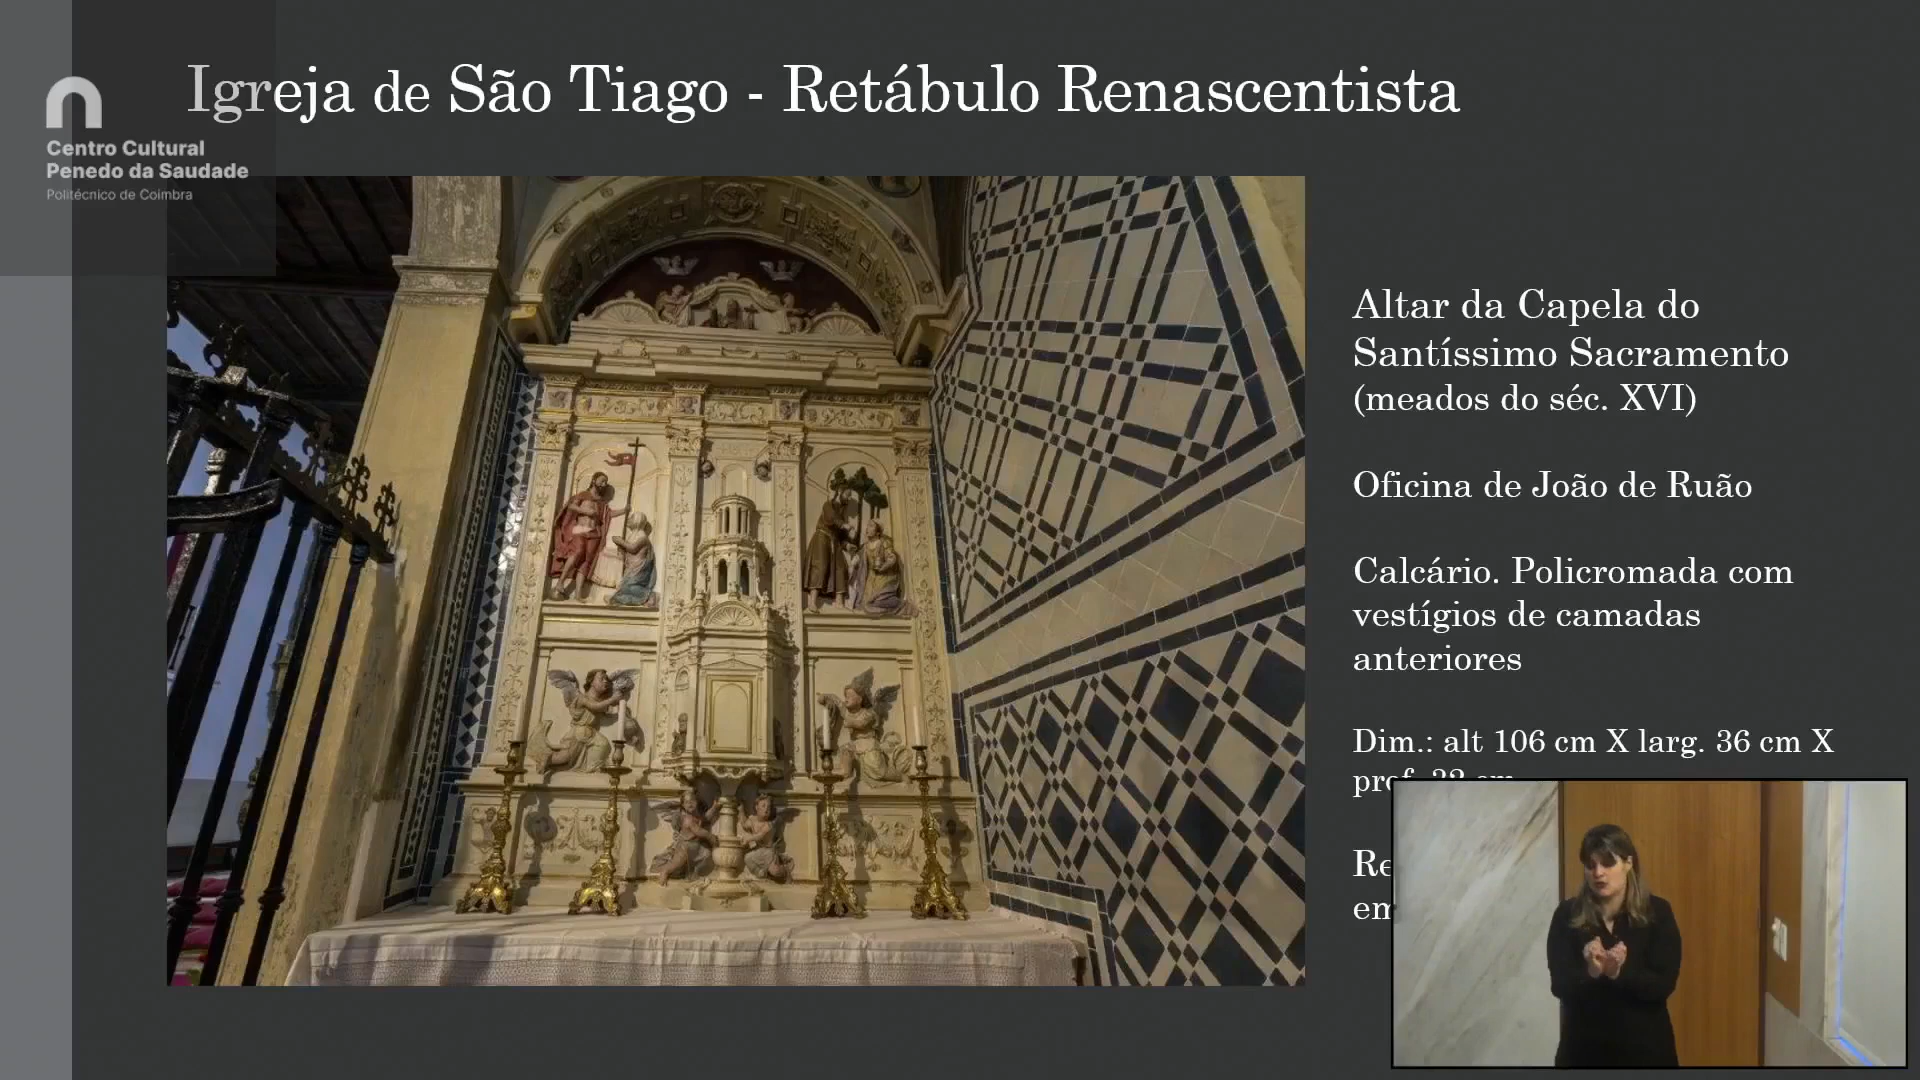 Igreja de São Tiago - Retábulo Renascentista
Centro Cultural
Penedo da Saudade
Politécnico de Coimbra
Altar da Capela do
Santíssimo Sacramento
(meados do séc. XVI)
Oficina de João de Ruão
Calcário. Policromada com
vestígios de camadas
anteriores
Dim.: alt 106 cm X larg. 36 cm X